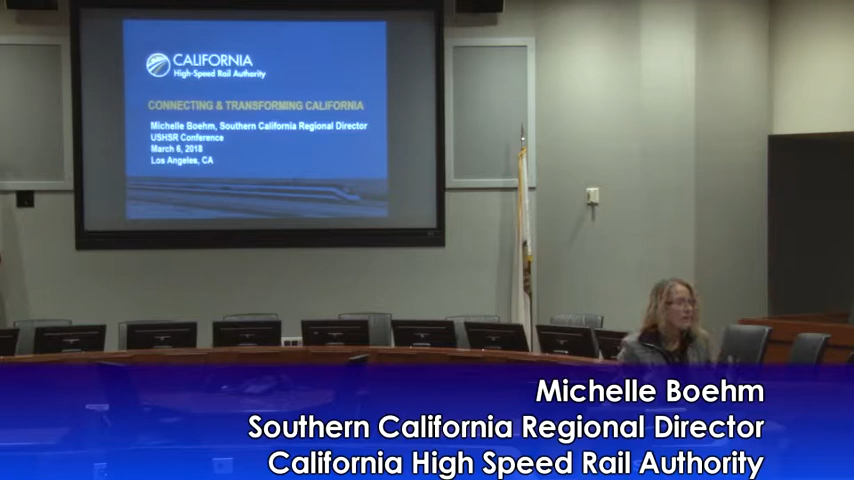 CALIFORNIA
High-Speed Rail Authority
CONNECTING & TRANSFORMING CALIFORNIA
Michelle Boehm, Southern California Regional Director
USHSR Conference
March 6, 2018
Los Angeles, CA
Michelle Boehm
Southern California Regional Director
California High Speed Rail Authority